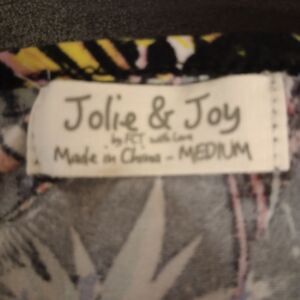 Jolie & Joy
by FCT with Love
Made in China - MEDIUM